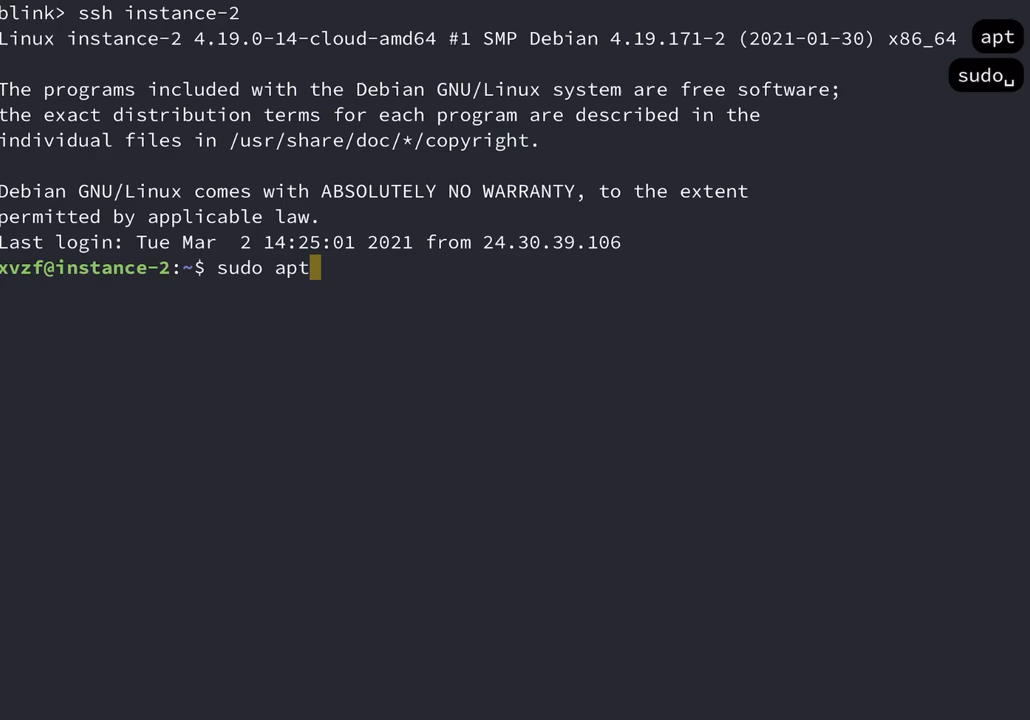 blink> ssh instance-2
Linux instance-2 4.19.0-14-cloud-amd64 #1 SMP Debian 4.19.171-2 (2021-01-30) x86_64
apt
sudo␣
The programs included with the Debian GNU/Linux system are free software;
the exact distribution terms for each program are described in the
individual files in /usr/share/doc/*/copyright.
Debian GNU/Linux comes with ABSOLUTELY NO WARRANTY, to the extent
permitted by applicable law.
Last login: Tue Mar  2 14:25:01 2021 from 24.30.39.106
xvzf@instance-2:~$ sudo apt